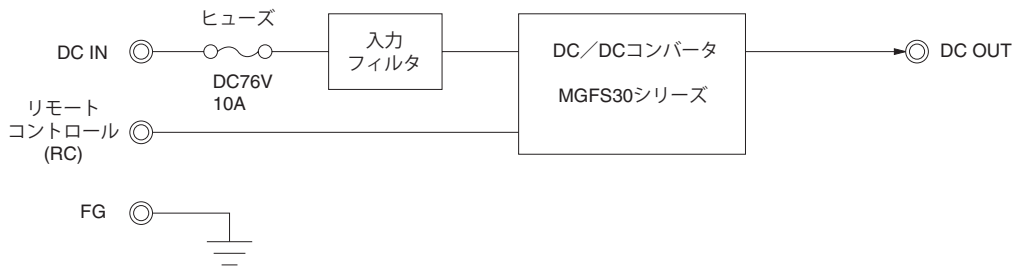 ヒューズ
DC IN
入力
フィルタ
DC/DCコンバータ
DC OUT
DC76V
10A
MGFS30シリーズ
リモート
コントロール
(RC)
FG